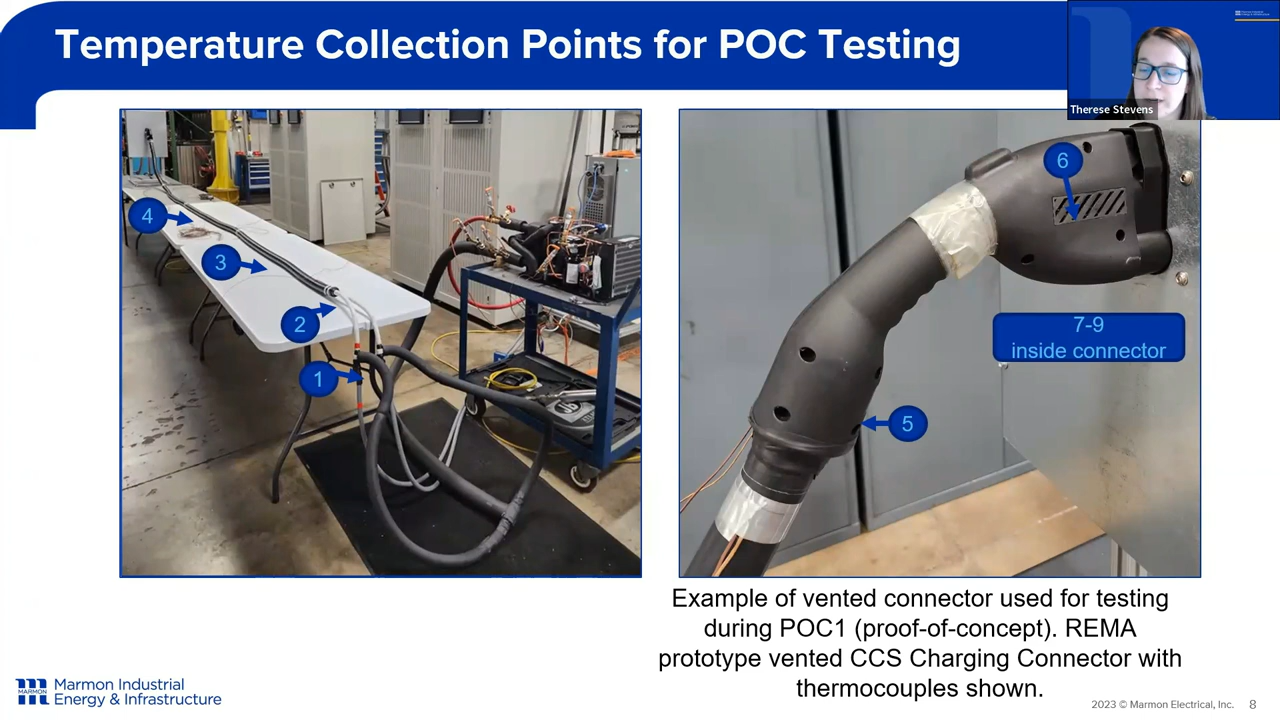 Temperature Collection Points for POC Testing
Therese Stevens
4
3
2
1
6
7-9
inside connector
5
Example of vented connector used for testing
during POC1 (proof-of-concept). REMA
prototype vented CCS Charging Connector with
thermocouples shown.
MARMON
Marmon Industrial
Energy & Infrastructure
2023 © Marmon Electrical, Inc.
8